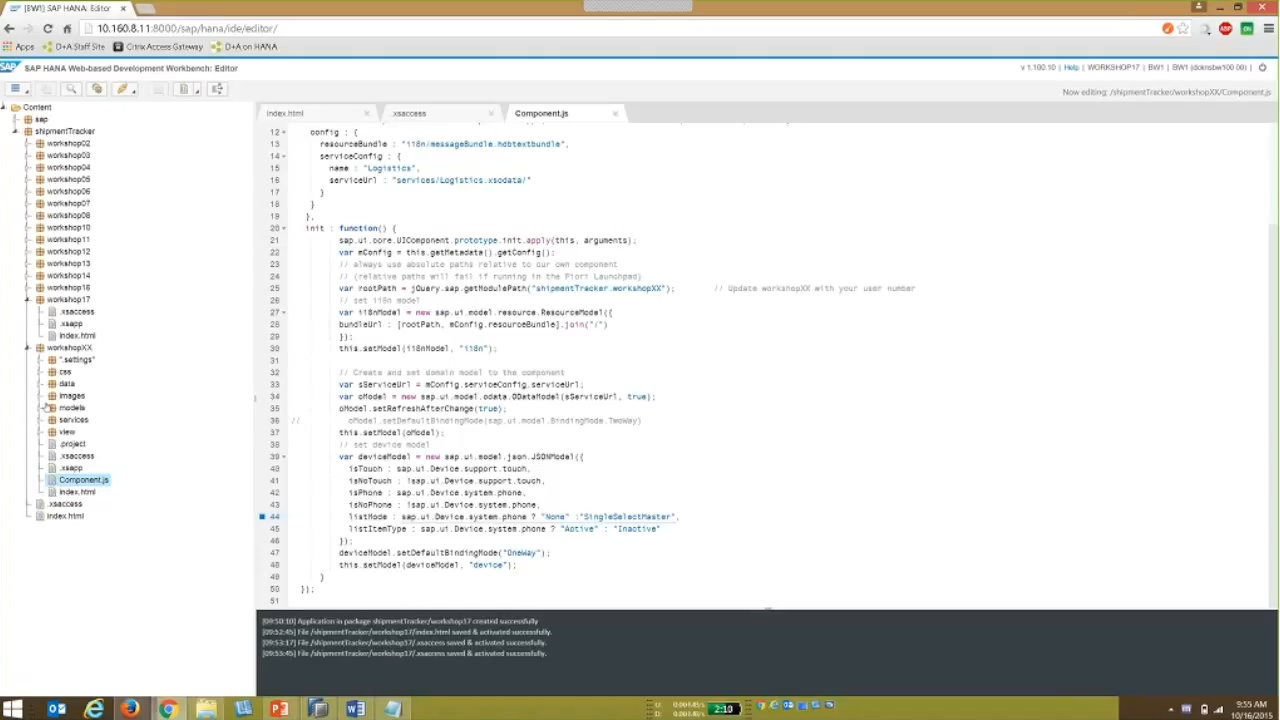 [BW1] SAP HANA: Editor
10.160.8.11:8000/sap/hana/ide/editor/
Apps D+A Staff Site Citrix Access Gateway D+A on HANA
SAP SAP HANA Web-based Development Workbench: Editor
v 1.100.10 | Help | WORKSHOP17 | BW1 | BW1 (dcknsbw100 00) |
Now editing: /shipmentTracker/workshopXX/Component.js
Content
sap
shipmentTracker
workshop02
workshop03
workshop04
workshop05
workshop06
workshop07
workshop08
workshop10
workshop11
workshop12
workshop13
workshop14
workshop16
workshop17
.xsaccess
.xsapp
index.html
workshopXX
".settings"
css
data
images
models
services
view
.project
.xsaccess
.xsapp
Component.js
index.html
.xsaccess
index.html
index.html .xsaccess Component.js
12 config : {
13 resourceBundle : "i18n/messageBundle.hdbtextbundle",
14 serviceConfig : {
15 name : "Logistics",
16 serviceUrl : "services/Logistics.xsodata/"
17 }
18 }
19 },
20 init : function() {
21 sap.ui.core.UIComponent.prototype.init.apply(this, arguments);
22 var mConfig = this.getMetadata().getConfig();
23 // always use absolute paths relative to our own component
24 // (relative paths will fail if running in the Fiori Launchpad)
25 var rootPath = jQuery.sap.getModulePath("shipmentTracker.workshopXX"); // Update workshopXX with your user number
26 // set i18n model
27 var i18nModel = new sap.ui.model.resource.ResourceModel({
28 bundleUrl : [rootPath, mConfig.resourceBundle].join("/")
29 });
30 this.setModel(i18nModel, "i18n");
31
32 // Create and set domain model to the component
33 var sServiceUrl = mConfig.serviceConfig.serviceUrl;
34 var oModel = new sap.ui.model.odata.ODataModel(sServiceUrl, true);
35 oModel.setRefreshAfterChange(true);
36 // oModel.setDefaultBindingMode(sap.ui.model.BindingMode.TwoWay)
37 this.setModel(oModel);
38 // set device model
39 var deviceModel = new sap.ui.model.json.JSONModel({
40 isTouch : sap.ui.Device.support.touch,
41 isNoTouch : !sap.ui.Device.support.touch,
42 isPhone : sap.ui.Device.system.phone,
43 isNoPhone : !sap.ui.Device.system.phone,
44 listMode : sap.ui.Device.system.phone ? "None" :"SingleSelectMaster",
45 listItemType : sap.ui.Device.system.phone ? "Active" : "Inactive"
46 });
47 deviceModel.setDefaultBindingMode("OneWay");
48 this.setModel(deviceModel, "device");
49 }
50 });
51
[09:50:10] Application in package shipmentTracker/workshop17 created successfully
[09:52:45] File /shipmentTracker/workshop17/index.html saved & activated successfully.
[09:53:17] File /shipmentTracker/workshop17/.xsaccess saved & activated successfully.
[09:53:45] File /shipmentTracker/workshop17/.xsaccess saved & activated successfully.
2:10
9:55 AM
10/16/2015